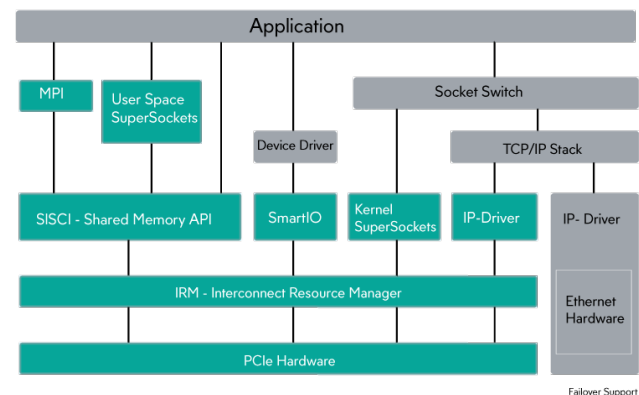 Application
MPI
User Space
SuperSockets
Socket Switch
Device Driver
TCP/IP Stack
SISCI - Shared Memory API
SmartIO
Kernel
SuperSockets
IP-Driver
IP- Driver
IRM - Interconnect Resource Manager
Ethernet
Hardware
PCIe Hardware
Failover Support